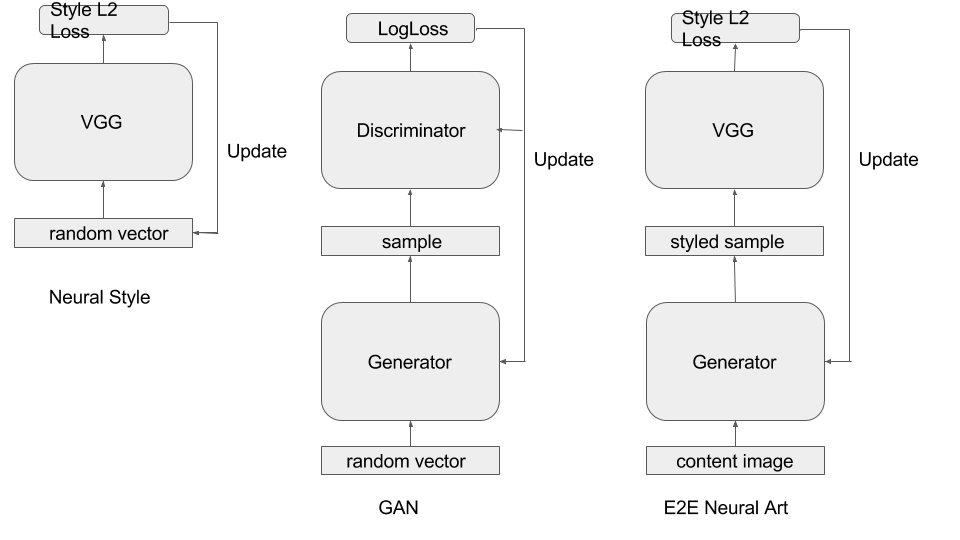 Style L2
Loss
VGG
Update
random vector
Neural Style
LogLoss
Discriminator
Update
sample
Generator
random vector
GAN
Style L2
Loss
VGG
Update
styled sample
Generator
content image
E2E Neural Art